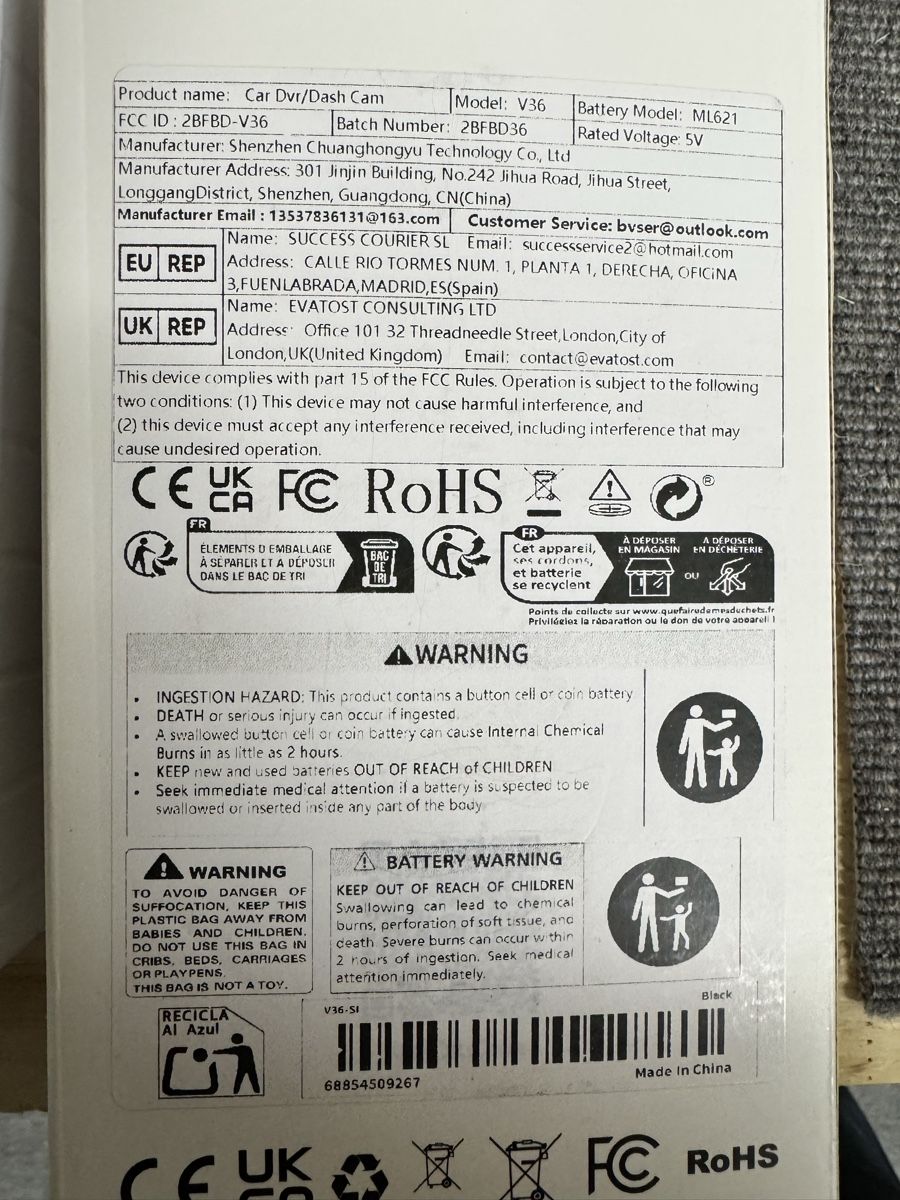 Product name: Car Dvr/Dash Cam Model: V36 Battery Model: ML621
FCC ID : 2BFBD-V36 Batch Number: 2BFBD36 Rated Voltage: 5V
Manufacturer: Shenzhen Chuanghongyu Technology Co., Ltd
Manufacturer Address: 301 Jinjin Building, No.242 Jihua Road, Jihua Street,
LonggangDistrict, Shenzhen, Guangdong, CN(China)
Manufacturer Email : 13537836131@163.com Customer Service: bvser@outlook.com
EU REP
Name: SUCCESS COURIER SL Email: successservice2@hotmail.com
Address: CALLE RIO TORMES NUM. 1, PLANTA 1, DERECHA, OFICiNA
3,FUENLABRADA,MADRID,ES(Spain)
UK REP
Name: EVATOST CONSULTING LTD
Address: Office 101 32 Threadneedle Street,London,City of
London,UK(United Kingdom) Email: contact@evatost.com
This device complies with part 15 of the FCC Rules. Operation is subject to the following
two conditions: (1) This device may not cause harmful interference, and
(2) this device must accept any interference received, including interference that may
cause undesired operation.
CE UK CA FC RoHS ®
FR
ÉLÉMENTS D EMBALLAGE
À SÉPARER ET À DÉPOSER
DANS LE BAC DE TRI
BAC
DE
TRI
FR
Cet appareil,
ses cordons,
et batterie
se recyclent
À DÉPOSER
EN MAGASIN
OU
A DÉPOSER
EN DÉCHÈTERIE
Points de collecte sur www.quefairedemesdechets.fr
Privilégiez la réparation ou le don de votre appareil !
WARNING
• INGESTION HAZARD: This product contains a button cell or coin battery
• DEATH or serious injury can occur if ingested.
• A swallowed button cell or coin battery can cause Internal Chemical
Burns in as little as 2 hours.
• KEEP new and used batteries OUT OF REACH of CHILDREN
• Seek immediate medical attention if a battery is suspected to be
swallowed or inserted inside any part of the body
WARNING
TO AVOID DANGER OF
SUFFOCATION, KEEP THIS
PLASTIC BAG AWAY FROM
BABIES AND CHILDREN.
DO NOT USE THIS BAG IN
CRIBS, BEDS, CARRIAGES
OR PLAYPENS.
THIS BAG IS NOT A TOY.
BATTERY WARNING
KEEP OUT OF REACH OF CHILDREN
Swallowing can lead to chemical
burns, perforation of soft tissue, and
death. Severe burns can occur within
2 hours of ingestion. Seek medical
attention immediately.
RECICLA
Al Azul
V36-SI Black
68854509267 Made In China
CE UK CA FC RoHS